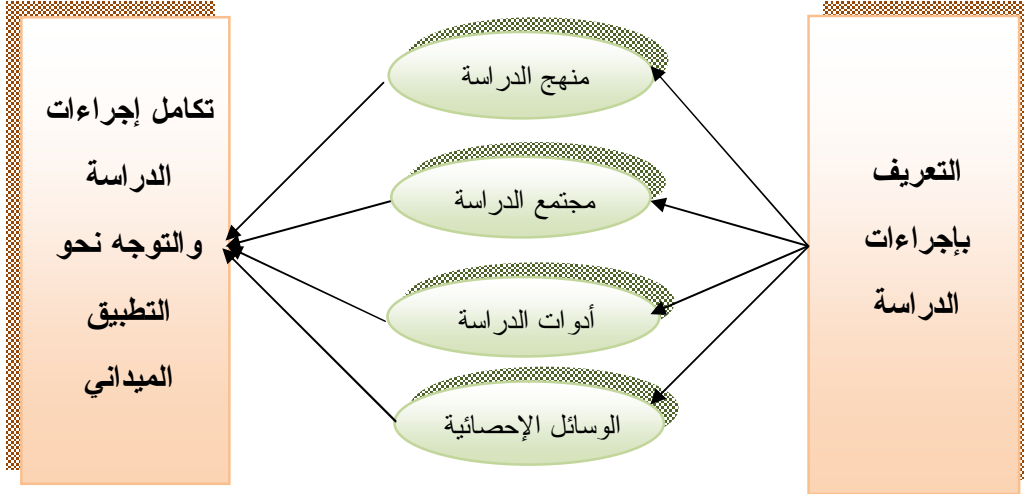 التعريف
بإجراءات
الدراسة
منهج الدراسة
مجتمع الدراسة
أدوات الدراسة
الوسائل الإحصائية
تكامل إجراءات
الدراسة
والتوجه نحو
التطبيق
الميداني